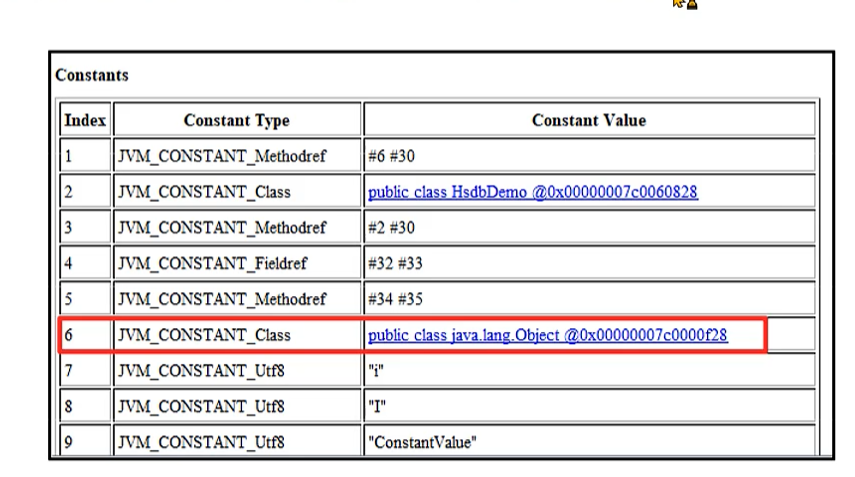 Constants
Index Constant Type Constant Value
1 JVM_CONSTANT_Methodref #6 #30
2 JVM_CONSTANT_Class public class HsdbDemo @0x00000007c0060828
3 JVM_CONSTANT_Methodref #2 #30
4 JVM_CONSTANT_Fieldref #32 #33
5 JVM_CONSTANT_Methodref #34 #35
6 JVM_CONSTANT_Class public class java.lang.Object @0x00000007c0000f28
7 JVM_CONSTANT_Utf8 "i"
8 JVM_CONSTANT_Utf8 "I"
9 JVM_CONSTANT_Utf8 "ConstantValue"